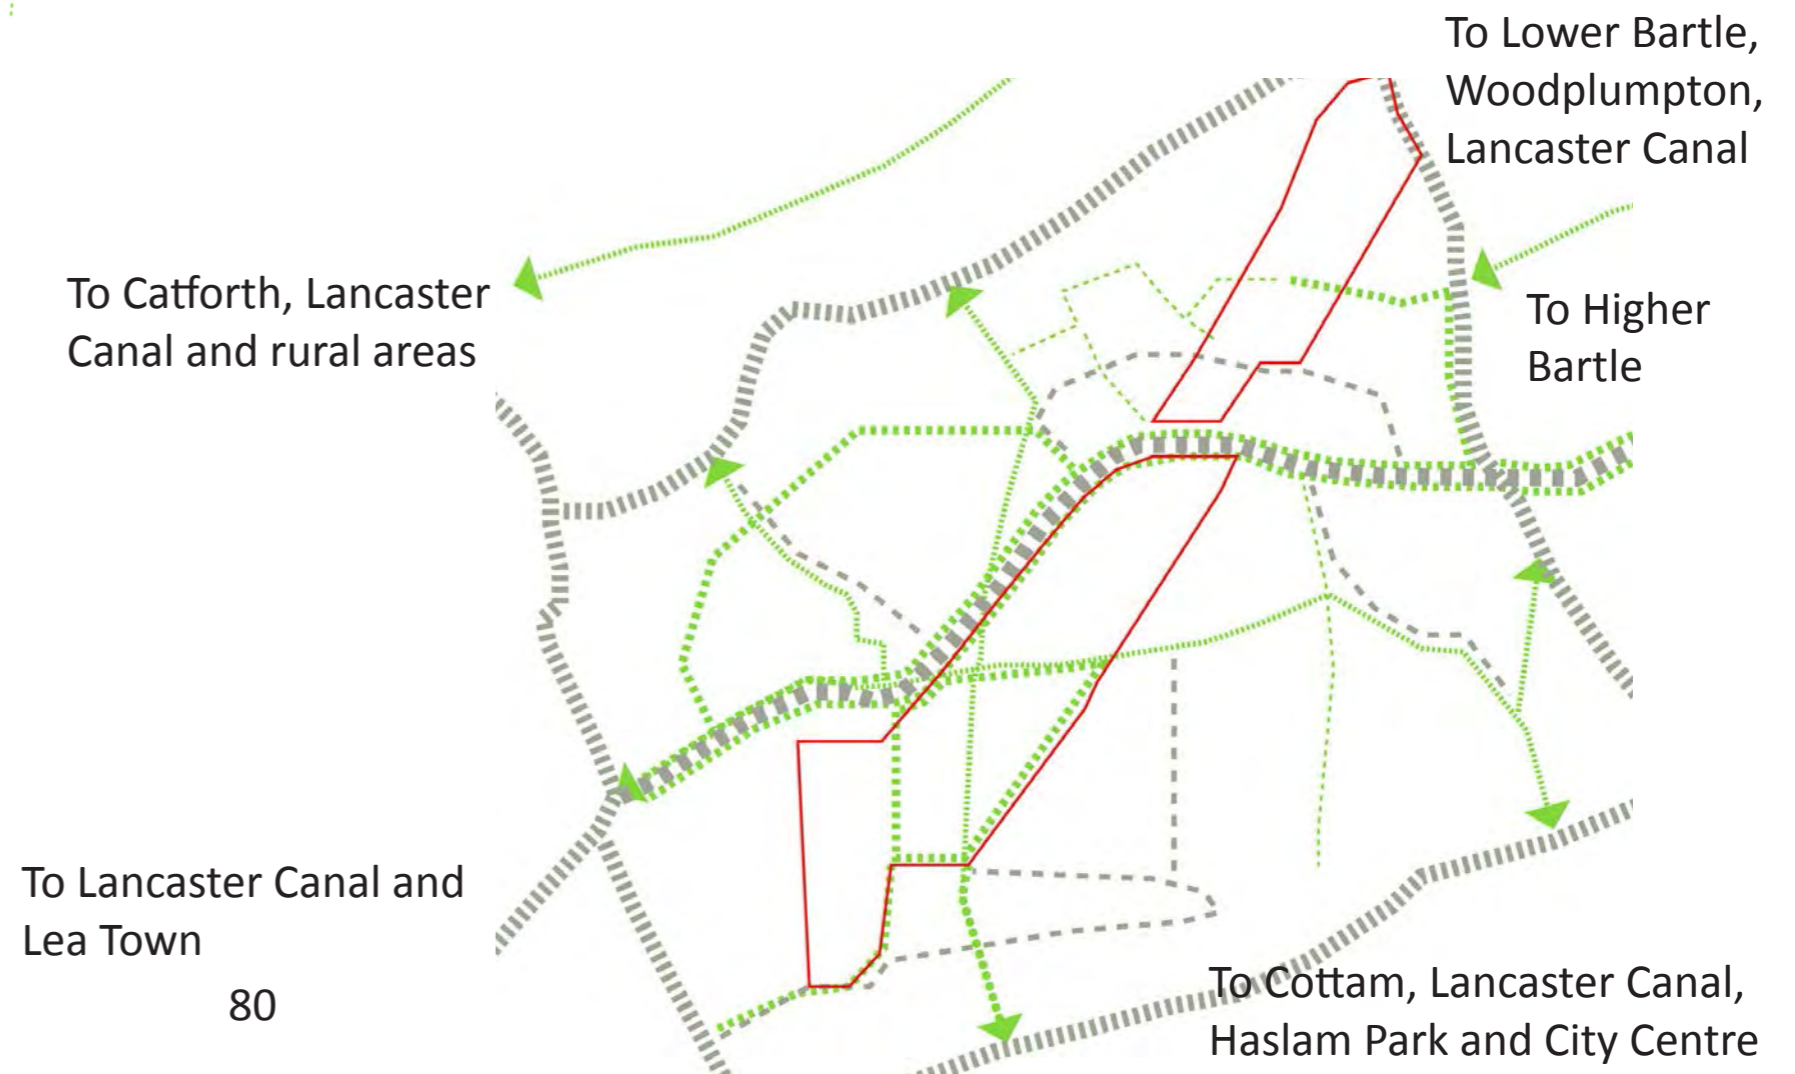 To Lower Bartle,
Woodplumpton,
Lancaster Canal
To Catforth, Lancaster
Canal and rural areas
To Higher
Bartle
To Lancaster Canal and
Lea Town
80
To Cottam, Lancaster Canal,
Haslam Park and City Centre